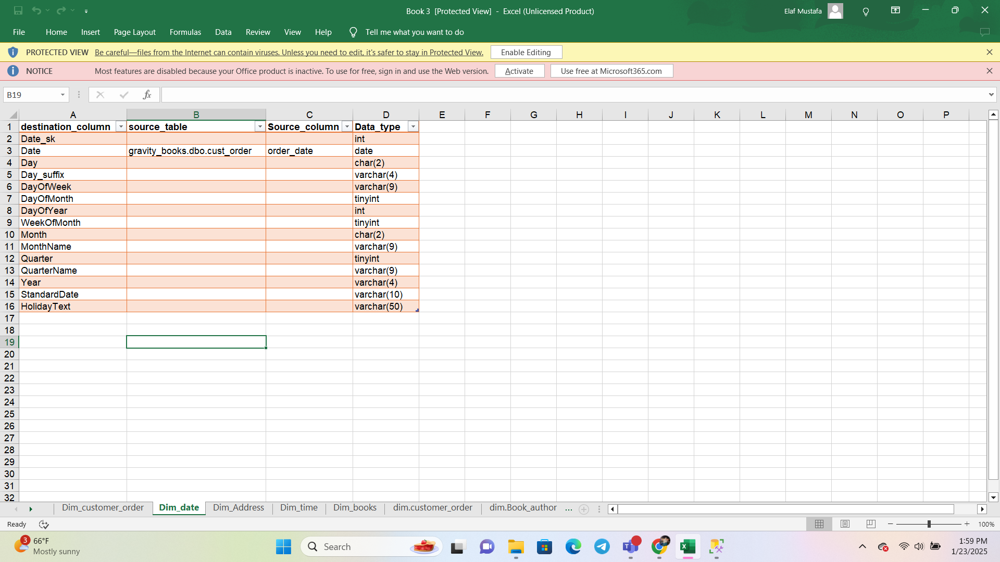 Book 3 [Protected View] - Excel (Unlicensed Product)
Elaf Mustafa
File Home Insert Page Layout Formulas Data Review View Help Tell me what you want to do
PROTECTED VIEW Be careful—files from the Internet can contain viruses. Unless you need to edit, it's safer to stay in Protected View. Enable Editing
NOTICE Most features are disabled because your Office product is inactive. To use for free, sign in and use the Web version. Activate Use free at Microsoft365.com
B19 fx
A B C D E F G H I J K L M N O P
1 destination_column source_table Source_column Data_type
2 Date_sk int
3 Date gravity_books.dbo.cust_order order_date date
4 Day char(2)
5 Day_suffix varchar(4)
6 DayOfWeek varchar(9)
7 DayOfMonth tinyint
8 DayOfYear int
9 WeekOfMonth tinyint
10 Month char(2)
11 MonthName varchar(9)
12 Quarter tinyint
13 QuarterName varchar(9)
14 Year varchar(4)
15 StandardDate varchar(10)
16 HolidayText varchar(50)
17
18
19
20
21
22
23
24
25
26
27
28
29
30
31
32
Dim_customer_order Dim_date Dim_Address Dim_time Dim_books dim.customer_order dim.Book_author ...
Ready 100%
3 66°F
Mostly sunny
Search
1:59 PM
1/23/2025